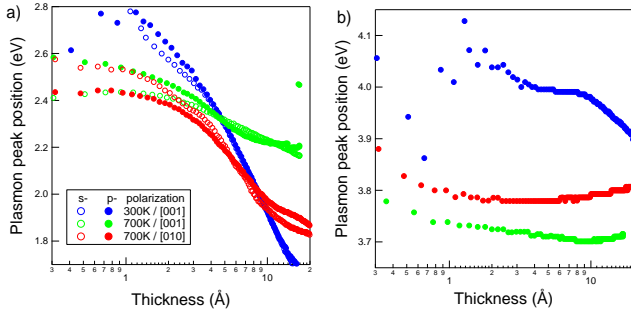 a)
Plasmon peak position (eV)
2.8
2.6
2.4
2.2
2.0
1.8
s- p- polarization
300K / [001]
700K / [001]
700K / [010]
3 4 5 6 7 8 9 1 2 3 4 5 6 7 8 9 10 20
Thickness (Å)
b)
Plasmon peak position (eV)
4.1
4.0
3.9
3.8
3.7
3 4 5 6 7 8 9 1 2 3 4 5 6 7 8 9 10
Thickness (Å)